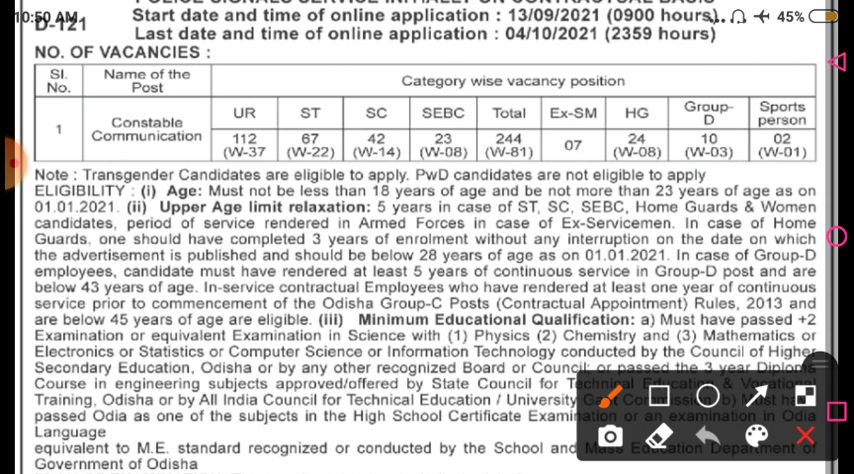 POLICE SIGNALS SERVICE INITIALLY ON CONTRACTUAL BASIS
10:50 AM
45%
Start date and time of online application : 13/09/2021 (0900 hours)
D-121
Last date and time of online application : 04/10/2021 (2359 hours)
NO. OF VACANCIES :
Sl. No. Name of the Post Category wise vacancy position
UR ST SC SEBC Total Ex-SM HG Group-D Sports person
1 Constable Communication 112 (W-37 67 (W-22) 42 (W-14) 23 (W-08) 244 (W-81) 07 24 (W-08) 10 (W-03) 02 (W-01)
Note : Transgender Candidates are eligible to apply. PwD candidates are not eligible to apply
ELIGIBILITY : (i) Age: Must not be less than 18 years of age and be not more than 23 years of age as on
01.01.2021. (ii) Upper Age limit relaxation: 5 years in case of ST, SC, SEBC, Home Guards & Women
candidates, period of service rendered in Armed Forces in case of Ex-Servicemen. In case of Home
Guards, one should have completed 3 years of enrolment without any interruption on the date on which
the advertisement is published and should be below 28 years of age as on 01.01.2021. In case of Group-D
employees, candidate must have rendered at least 5 years of continuous service in Group-D post and are
below 43 years of age. In-service contractual Employees who have rendered at least one year of continuous
service prior to commencement of the Odisha Group-C Posts (Contractual Appointment) Rules, 2013 and
are below 45 years of age are eligible. (iii) Minimum Educational Qualification: a) Must have passed +2
Examination or equivalent Examination in Science with (1) Physics (2) Chemistry and (3) Mathematics or
Electronics or Statistics or Computer Science or Information Technology conducted by the Council of Higher
Secondary Education, Odisha or by any other recognized Board or Council; or passed the 3 year Diploma
Course in engineering subjects approved/offered by State Council for Technical Education & Vocational
Training, Odisha or by All India Council for Technical Education / University Commission b) Must
passed Odia as one of the subjects in the High School Certificate Examination or an examination in Odia
Language
equivalent to M.E. standard recognized or conducted by the School and Mass Education Department of
Government of Odisha